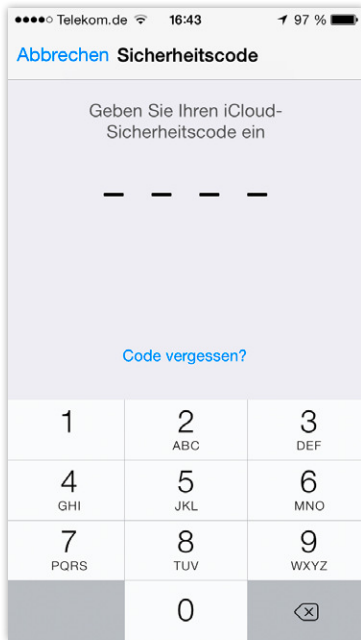 Telekom.de 16:43 97 %
Abbrechen Sicherheitscode
Geben Sie Ihren iCloud-
Sicherheitscode ein
Code vergessen?
1 2 3
ABC DEF
4 5 6
GHI JKL MNO
7 8 9
PQRS TUV WXYZ
0